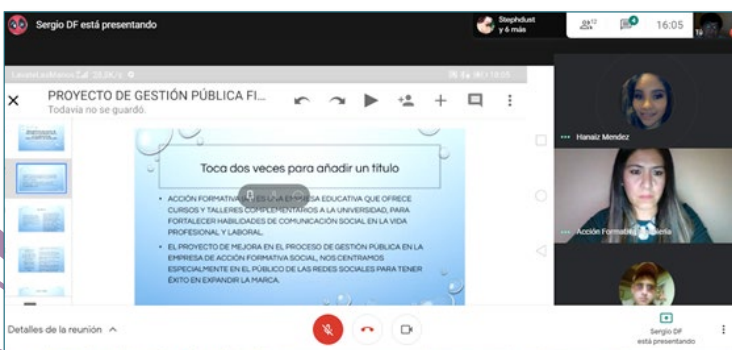 Sergio DF está presentando
Stephdust
y 6 más
12
16:05
Tú
PROYECTO DE GESTIÓN PÚBLICA FI...
Todavía no se guardó.
Toca dos veces para añadir un título
• ACCIÓN FORMATIVA ES UNA EMPRESA EDUCATIVA QUE OFRECE
CURSOS Y TALLERES COMPLEMENTARIOS A LA UNIVERSIDAD, PARA
FORTALECER HABILIDADES DE COMUNICACIÓN SOCIAL EN LA VIDA
PROFESIONAL Y LABORAL.
• EL PROYECTO DE MEJORA EN EL PROCESO DE GESTIÓN PÚBLICA EN LA
EMPRESA DE ACCIÓN FORMATIVA SOCIAL, NOS CENTRAMOS
ESPECIALMENTE EN EL PÚBLICO DE LAS REDES SOCIALES PARA TENER
ÉXITO EN EXPANDIR LA MARCA.
Hanaiz Mendez
Acción Formativa
Detalles de la reunión
Sergio DF
está presentando